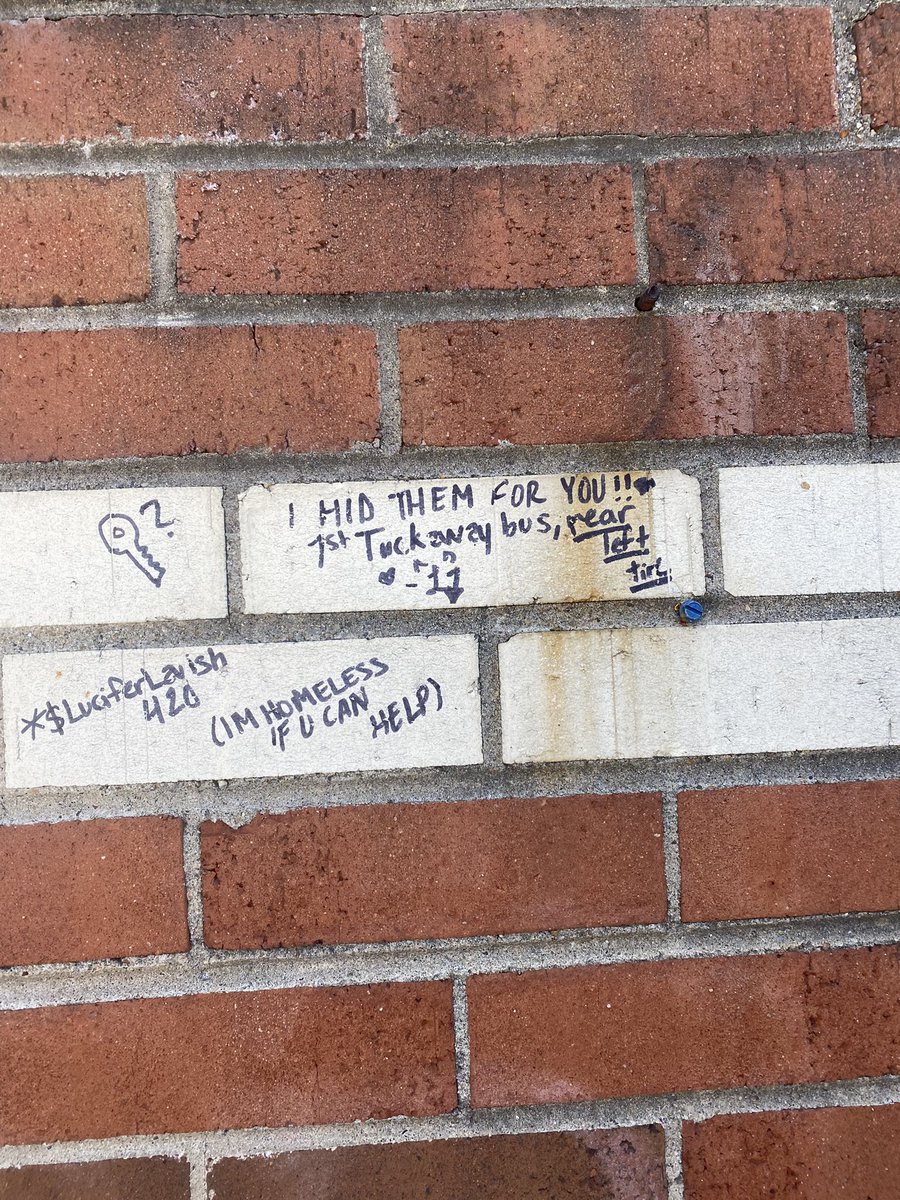 ?
I HID THEM FOR YOU!!
1st Tuckaway bus, rear
left
tire.
*$LuciferLavish
420
(IM HOMELESS
IF U CAN
HELP)